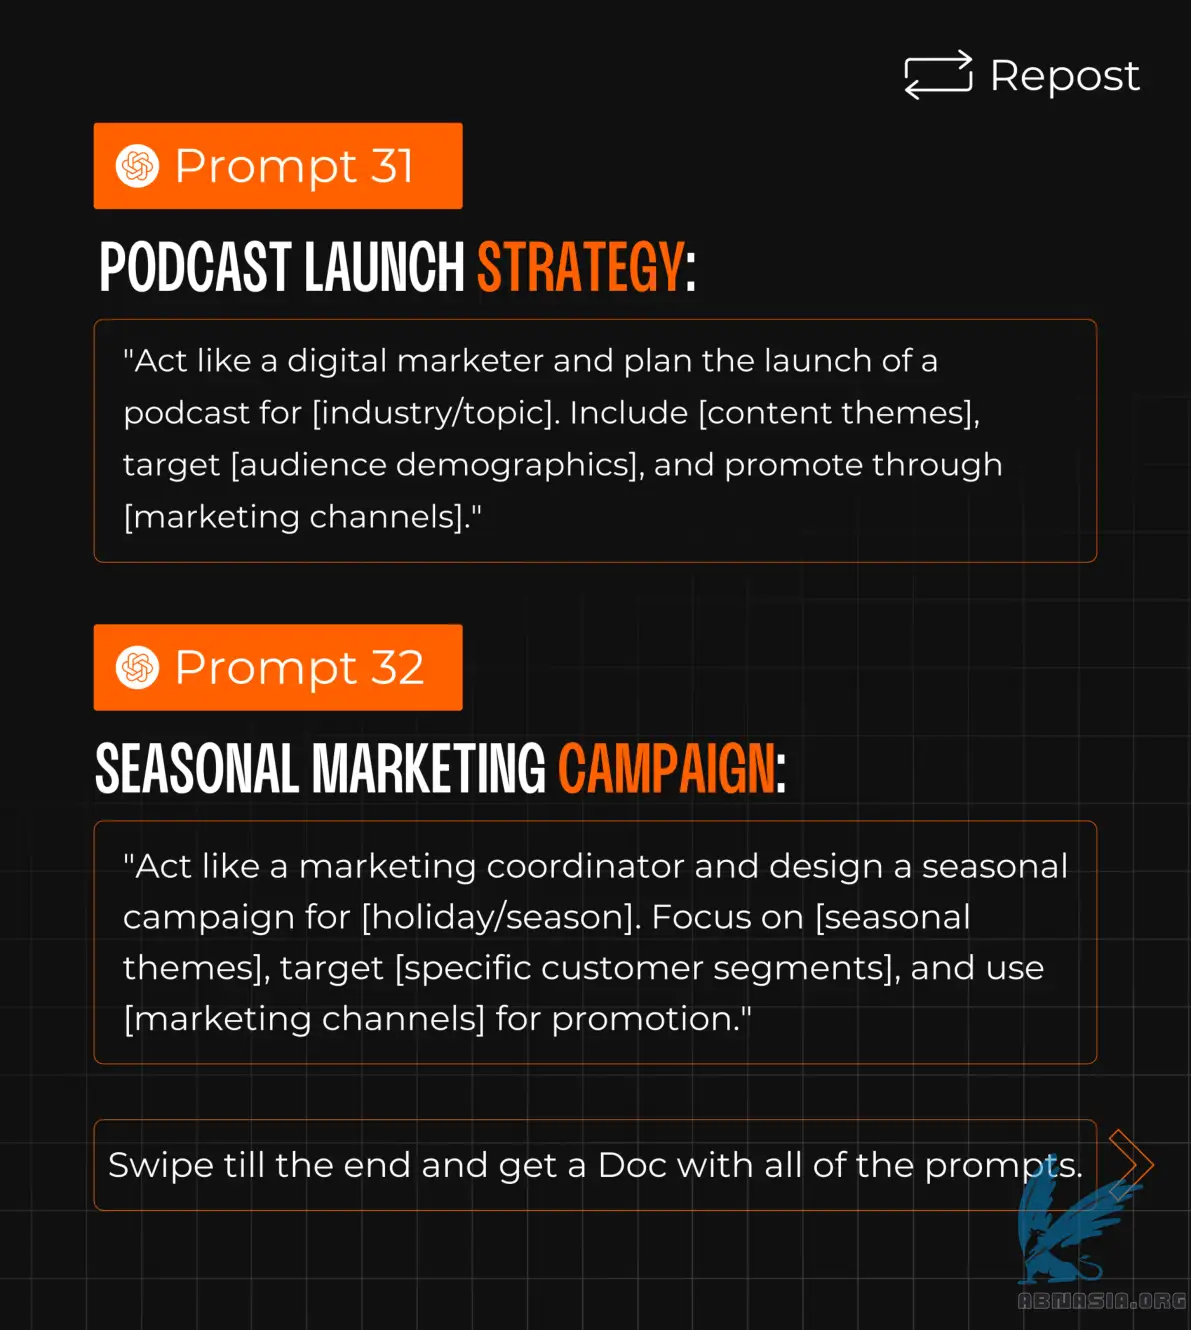 Repost
Prompt 31
PODCAST LAUNCH STRATEGY:
"Act like a digital marketer and plan the launch of a
podcast for [industry/topic]. Include [content themes],
target [audience demographics], and promote through
[marketing channels]."
Prompt 32
SEASONAL MARKETING CAMPAIGN:
"Act like a marketing coordinator and design a seasonal
campaign for [holiday/season]. Focus on [seasonal
themes], target [specific customer segments], and use
[marketing channels] for promotion."
Swipe till the end and get a Doc with all of the prompts.
ABNASIA.ORG